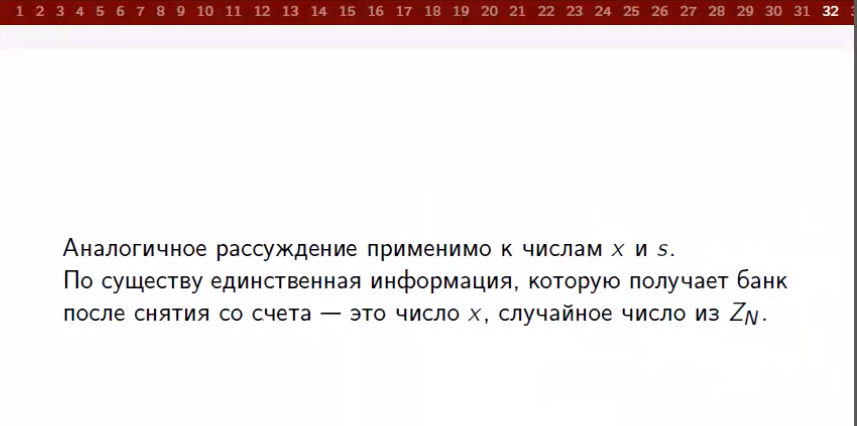 1 2 3 4 5 6 7 8 9 10 11 12 13 14 15 16 17 18 19 20 21 22 23 24 25 26 27 28 29 30 31 32
Аналогичное рассуждение применимо к числам x и s.
По существу единственная информация, которую получает банк
после снятия со счета — это число x, случайное число из Z_N.